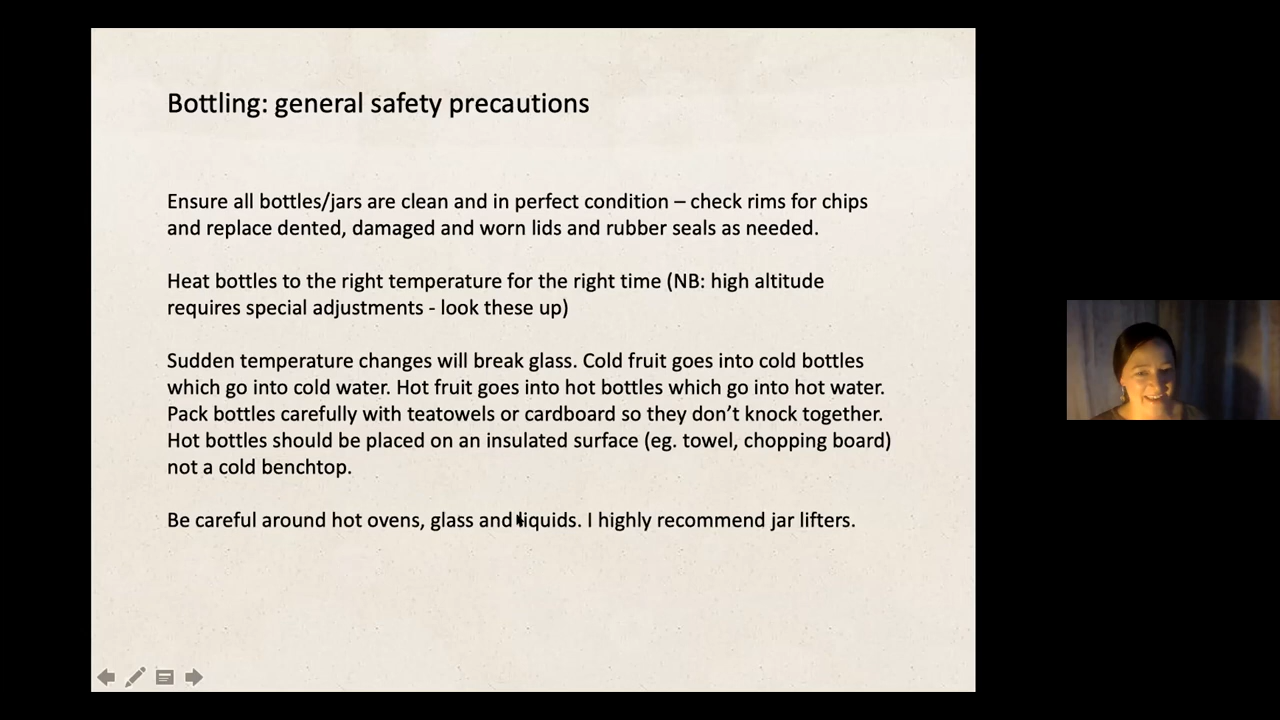 Bottling: general safety precautions
Ensure all bottles/jars are clean and in perfect condition – check rims for chips
and replace dented, damaged and worn lids and rubber seals as needed.
Heat bottles to the right temperature for the right time (NB: high altitude
requires special adjustments - look these up)
Sudden temperature changes will break glass. Cold fruit goes into cold bottles
which go into cold water. Hot fruit goes into hot bottles which go into hot water.
Pack bottles carefully with teatowels or cardboard so they don’t knock together.
Hot bottles should be placed on an insulated surface (eg. towel, chopping board)
not a cold benchtop.
Be careful around hot ovens, glass and liquids. I highly recommend jar lifters.